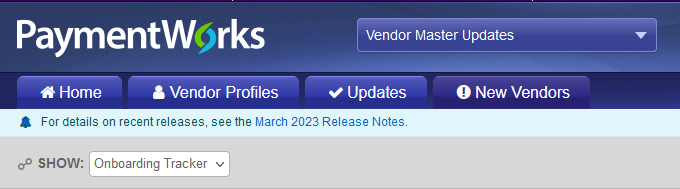 PaymentWorks
Vendor Master Updates
Home Vendor Profiles Updates New Vendors
For details on recent releases, see the March 2023 Release Notes.
SHOW: Onboarding Tracker